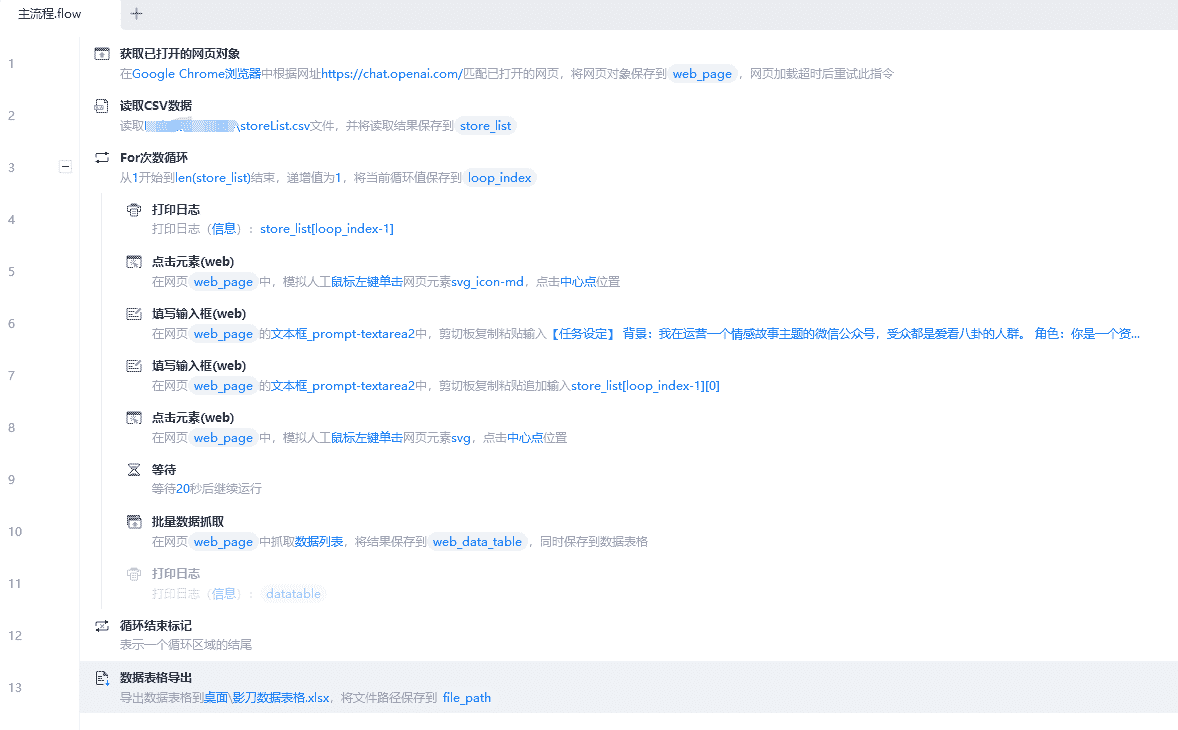 主流程.flow
1
获取已打开的网页对象
在Google Chrome浏览器中根据网址https://chat.openai.com/匹配已打开的网页，将网页对象保存到 web_page ，网页加载超时后重试此指令
2
读取CSV数据
读取\storeList.csv文件，并将读取结果保存到 store_list
3
For次数循环
从1开始到len(store_list)结束，递增值为1，将当前循环值保存到 loop_index
4
打印日志
打印日志（信息）： store_list[loop_index-1]
5
点击元素(web)
在网页 web_page 中，模拟人工鼠标左键单击网页元素svg_icon-md，点击中心点位置
6
填写输入框(web)
在网页 web_page 的文本框_prompt-textarea2中，剪切板复制粘贴输入【任务设定】 背景：我在运营一个情感故事主题的微信公众号，受众都是爱看八卦的人群。 角色：你是一个资...
7
填写输入框(web)
在网页 web_page 的文本框_prompt-textarea2中，剪切板复制粘贴追加输入store_list[loop_index-1][0]
8
点击元素(web)
在网页 web_page 中，模拟人工鼠标左键单击网页元素svg，点击中心点位置
9
等待
等待20秒后继续运行
10
批量数据抓取
在网页 web_page 中抓取数据列表，将结果保存到 web_data_table ，同时保存到数据表格
11
打印日志
打印日志（信息）： datatable
12
循环结束标记
表示一个循环区域的结尾
13
数据表格导出
导出数据表格到桌面\影刀数据表格.xlsx，将文件路径保存到 file_path